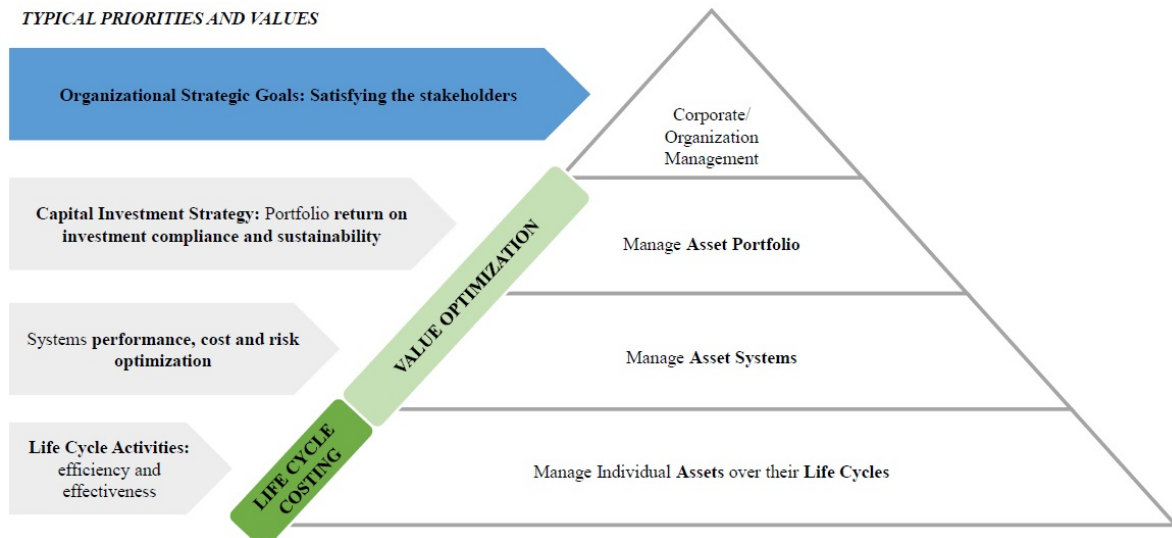 TYPICAL PRIORITIES AND VALUES
Organizational Strategic Goals: Satisfying the stakeholders
Corporate/
Organization
Management
Capital Investment Strategy: Portfolio return on
investment compliance and sustainability
VALUE OPTIMIZATION
Manage Asset Portfolio
Systems performance, cost and risk
optimization
Manage Asset Systems
Life Cycle Activities:
efficiency and
effectiveness
LIFE CYCLE
COSTING
Manage Individual Assets over their Life Cycles